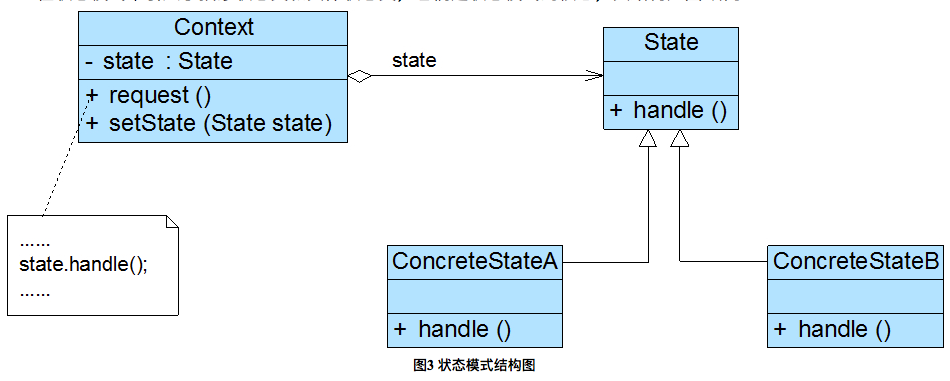 Context
- state : State
+ request ()
+ setState (State state)
state
State
+ handle ()
......
state.handle();
......
ConcreteStateA
+ handle ()
ConcreteStateB
+ handle ()
图3 状态模式结构图